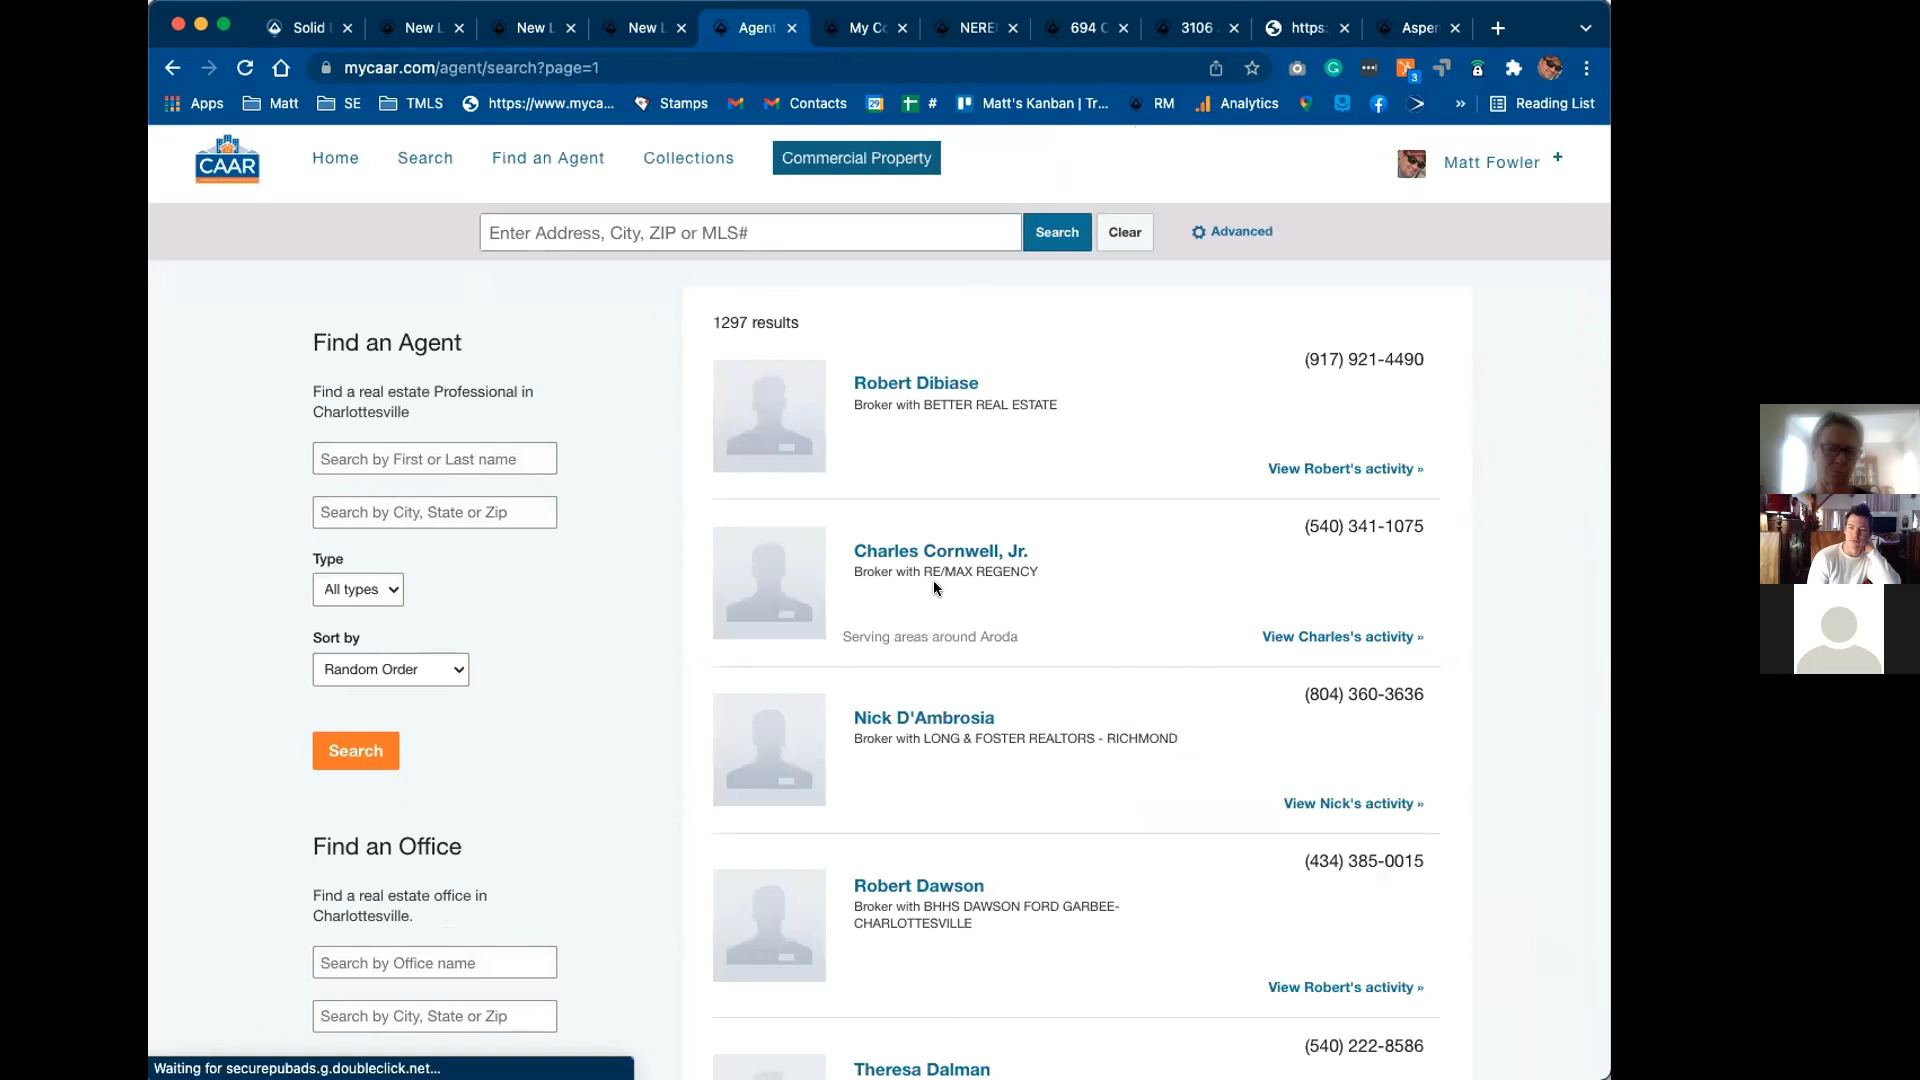 Solid
New L
New L
New L
Agent
My Co
NERE
694 C
3106
https:
Asper
mycaar.com/agent/search?page=1
3
Apps
Matt
SE
TMLS
https://www.myca...
Stamps
Contacts
29
#
Matt's Kanban | Tr...
RM
Analytics
»
Reading List
CAAR
Home
Search
Find an Agent
Collections
Commercial Property
Matt Fowler +
Enter Address, City, ZIP or MLS#
Search
Clear
Advanced
Find an Agent
Find a real estate Professional in
Charlottesville
Search by First or Last name
Search by City, State or Zip
Type
All types
Sort by
Random Order
Search
Find an Office
Find a real estate office in
Charlottesville.
Search by Office name
Search by City, State or Zip
1297 results
(917) 921-4490
Robert Dibiase
Broker with BETTER REAL ESTATE
View Robert's activity »
(540) 341-1075
Charles Cornwell, Jr.
Broker with RE/MAX REGENCY
Serving areas around Aroda
View Charles's activity »
(804) 360-3636
Nick D'Ambrosia
Broker with LONG & FOSTER REALTORS - RICHMOND
View Nick's activity »
(434) 385-0015
Robert Dawson
Broker with BHHS DAWSON FORD GARBEE-
CHARLOTTESVILLE
View Robert's activity »
(540) 222-8586
Theresa Dalman
Waiting for securepubads.g.doubleclick.net...